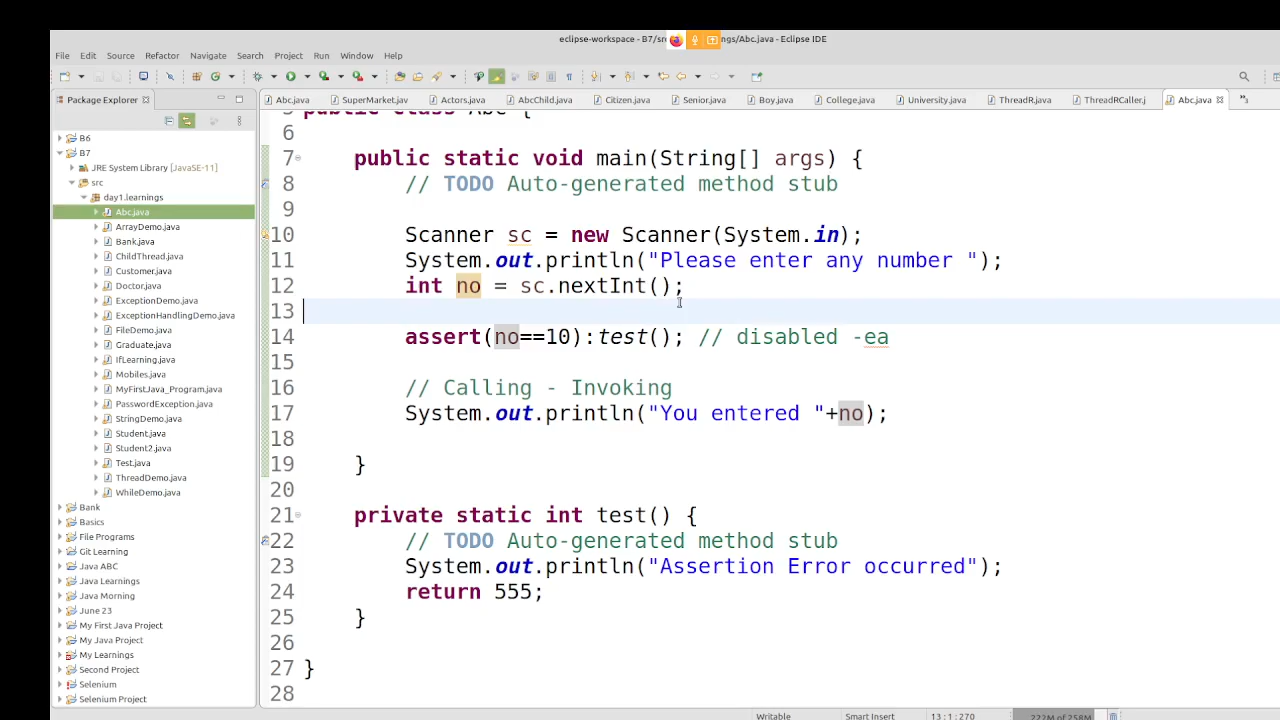 eclipse-workspace - B7/sr ngs/Abc.java - Eclipse IDE
File Edit Source Refactor Navigate Search Project Run Window Help
Package Explorer
Abc.java SuperMarket.jav Actors.java AbcChild.java Citizen.java Senior.java Boy.java College.java University.java ThreadR.java ThreadRCaller.j Abc.java
B6
B7
JRE System Library [JavaSE-11]
src
day1.learnings
Abc.java
ArrayDemo.java
Bank.java
ChildThread.java
Customer.java
Doctor.java
ExceptionDemo.java
ExceptionHandlingDemo.java
FileDemo.java
Graduate.java
IfLearning.java
Mobiles.java
MyFirstJava_Program.java
PasswordException.java
StringDemo.java
Student.java
Student2.java
Test.java
ThreadDemo.java
WhileDemo.java
Bank
Basics
File Programs
Git Learning
Java ABC
Java Learnings
Java Morning
June 23
My First Java Project
My Java Project
My Learnings
Second Project
Selenium
Selenium Project
5 public class Abc {
6
7 public static void main(String[] args) {
8 // TODO Auto-generated method stub
9
10 Scanner sc = new Scanner(System.in);
11 System.out.println("Please enter any number ");
12 int no = sc.nextInt();
13
14 assert(no==10):test(); // disabled -ea
15
16 // Calling - Invoking
17 System.out.println("You entered "+no);
18
19 }
20
21 private static int test() {
22 // TODO Auto-generated method stub
23 System.out.println("Assertion Error occurred");
24 return 555;
25 }
26
27 }
28
Writable Smart Insert 13:1:270 222M of 258M